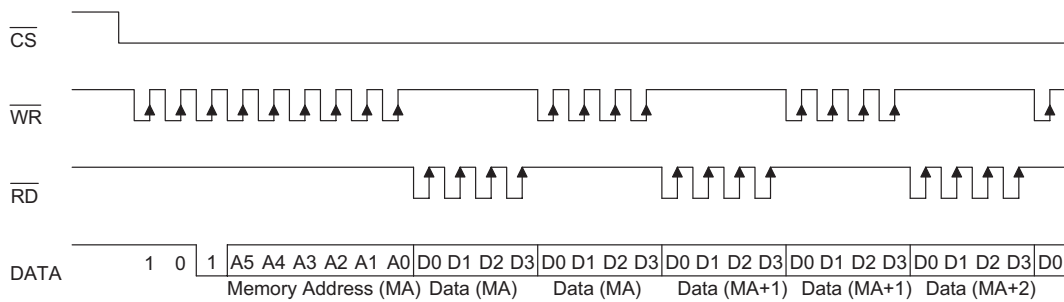 CS
WR
RD
DATA 1 0 1 A5 A4 A3 A2 A1 A0 D0 D1 D2 D3 D0 D1 D2 D3 D0 D1 D2 D3 D0 D1 D2 D3 D0 D1 D2 D3 D0
Memory Address (MA) Data (MA) Data (MA) Data (MA+1) Data (MA+1) Data (MA+2)